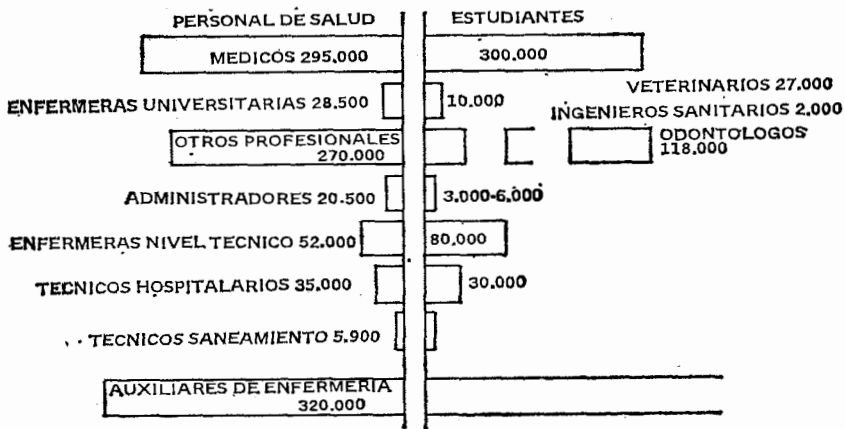 PERSONAL DE SALUD ESTUDIANTES
MEDICOS 295.000 300.000
VETERINARIOS 27.000
ENFERMERAS UNIVERSITARIAS 28.500 10.000
INGENIEROS SANITARIOS 2.000
OTROS PROFESIONALES
270.000
ODONTOLOGOS
118.000
ADMINISTRADORES 20.500 3.000-6.000
ENFERMERAS NIVEL TECNICO 52.000 80.000
TECNICOS HOSPITALARIOS 35.000 30.000
TECNICOS SANEAMIENTO 5.900
AUXILIARES DE ENFERMERIA
320.000